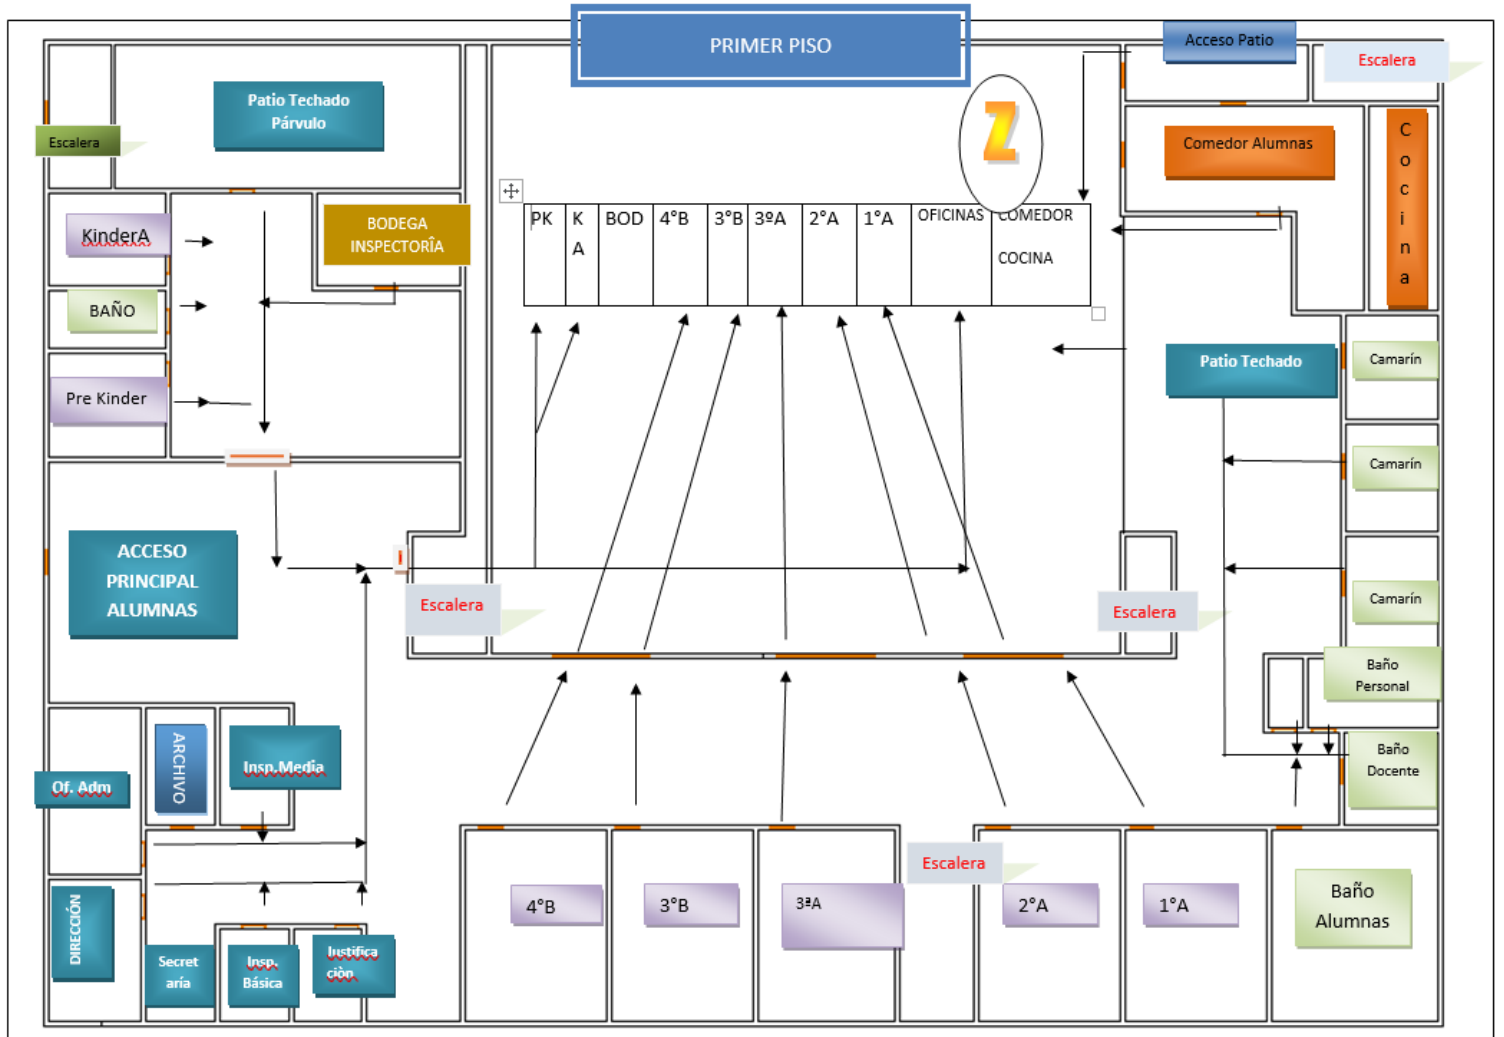 PRIMER PISO
Acceso Patio
Escalera
Patio Techado
Párvulo
Escalera
Z
Comedor Alumnas
C
o
c
i
n
a
KinderA
BODEGA
INSPECTORÎA
PK
K
A
BOD
4°B
3°B
3ºA
2°A
1°A
OFICINAS
COMEDOR
COCINA
BAÑO
Pre Kinder
Patio Techado
Camarín
Camarín
Camarín
ACCESO
PRINCIPAL
ALUMNAS
Escalera
Escalera
Baño
Personal
ARCHIVO
Insp.Media
Of. Adm
Baño
Docente
Escalera
DIRECCIÓN
Secret
aría
Insp.
Básica
Justifica
ciòn
4°B
3°B
3ªA
2°A
1°A
Baño
Alumnas